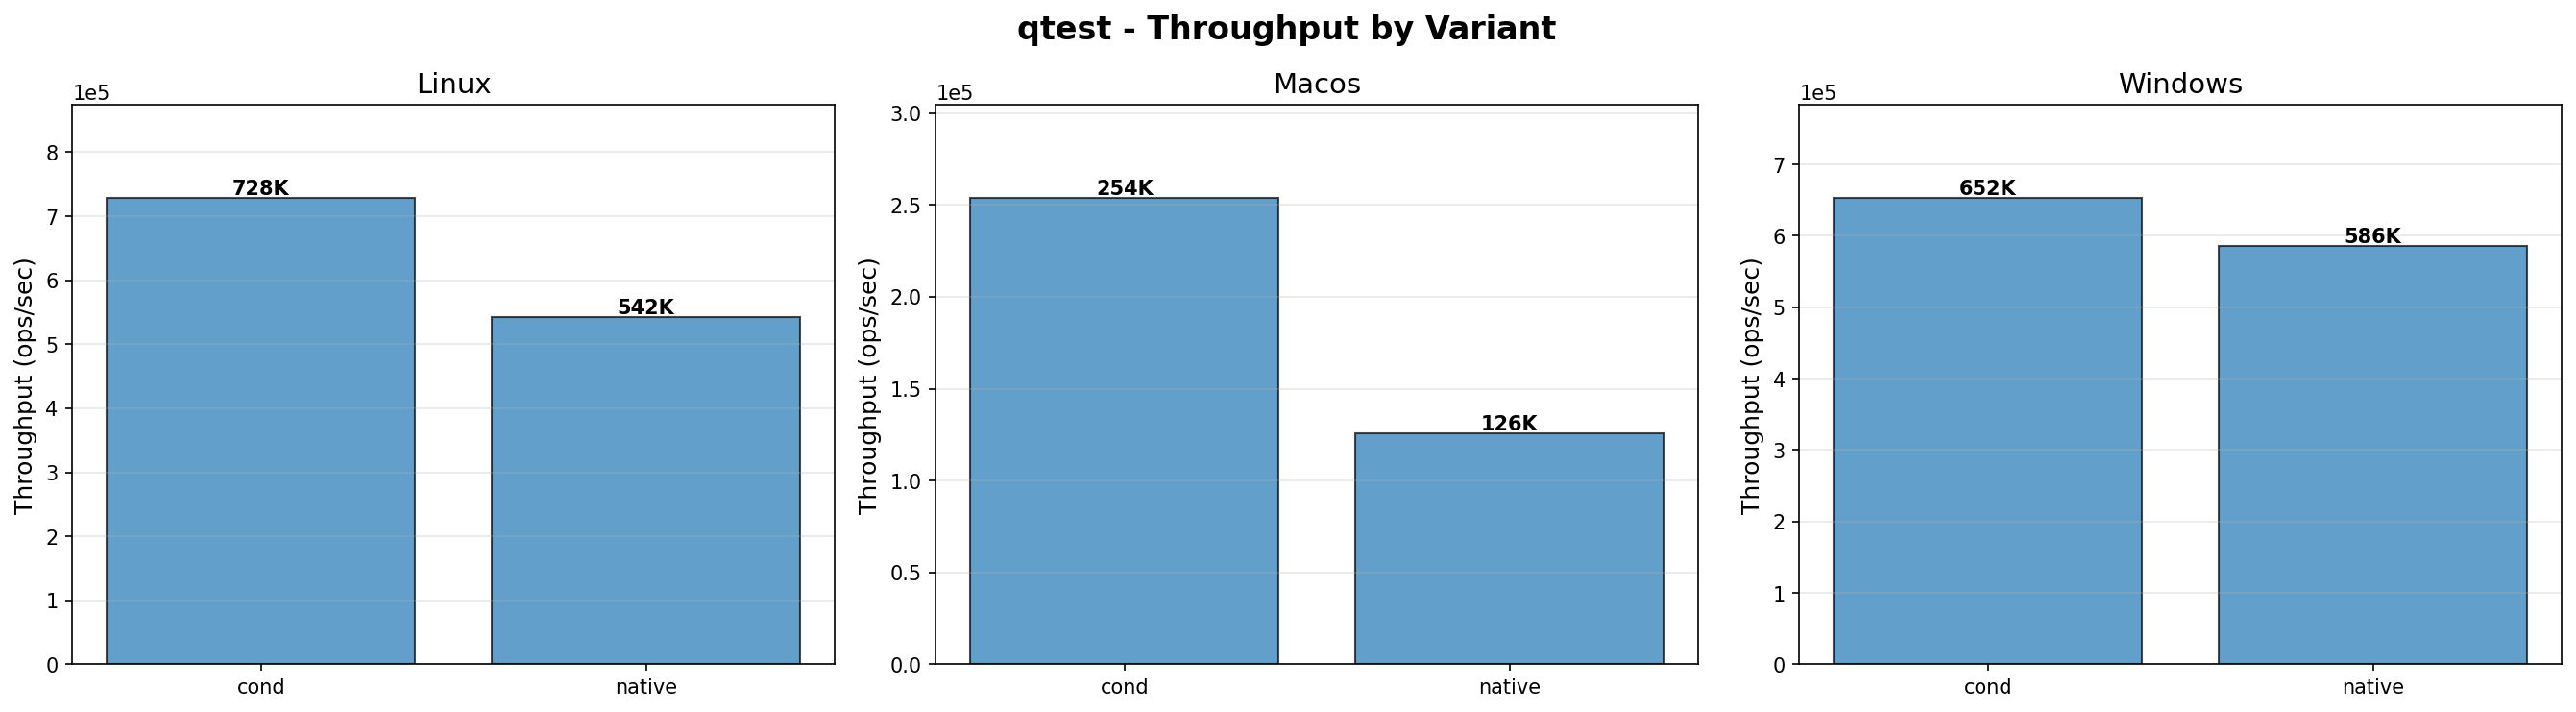 qtest - Throughput by Variant
Linux
1e5
Throughput (ops/sec)
8
7
6
5
4
3
2
1
0
728K
542K
cond
native
Macos
1e5
Throughput (ops/sec)
3.0
2.5
2.0
1.5
1.0
0.5
0.0
254K
126K
cond
native
Windows
1e5
Throughput (ops/sec)
7
6
5
4
3
2
1
0
652K
586K
cond
native